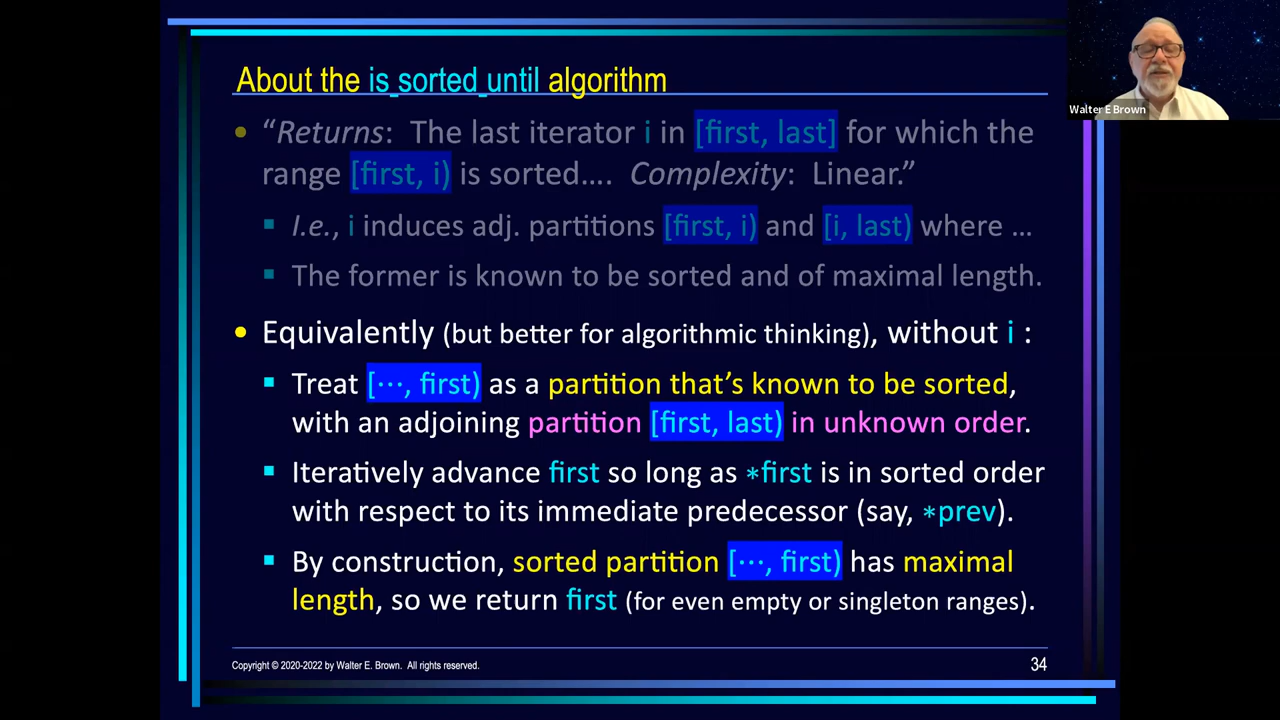 About the is_sorted_until algorithm
Walter E Brown
• “Returns: The last iterator i in [first, last] for which the
range [first, i) is sorted…. Complexity: Linear.”
▪ I.e., i induces adj. partitions [first, i) and [i, last) where …
▪ The former is known to be sorted and of maximal length.
• Equivalently (but better for algorithmic thinking), without i :
▪ Treat [⋯, first) as a partition that’s known to be sorted,
with an adjoining partition [first, last) in unknown order.
▪ Iteratively advance first so long as ∗first is in sorted order
with respect to its immediate predecessor (say, ∗prev).
▪ By construction, sorted partition [⋯, first) has maximal
length, so we return first (for even empty or singleton ranges).
Copyright © 2020-2022 by Walter E. Brown. All rights reserved.
34